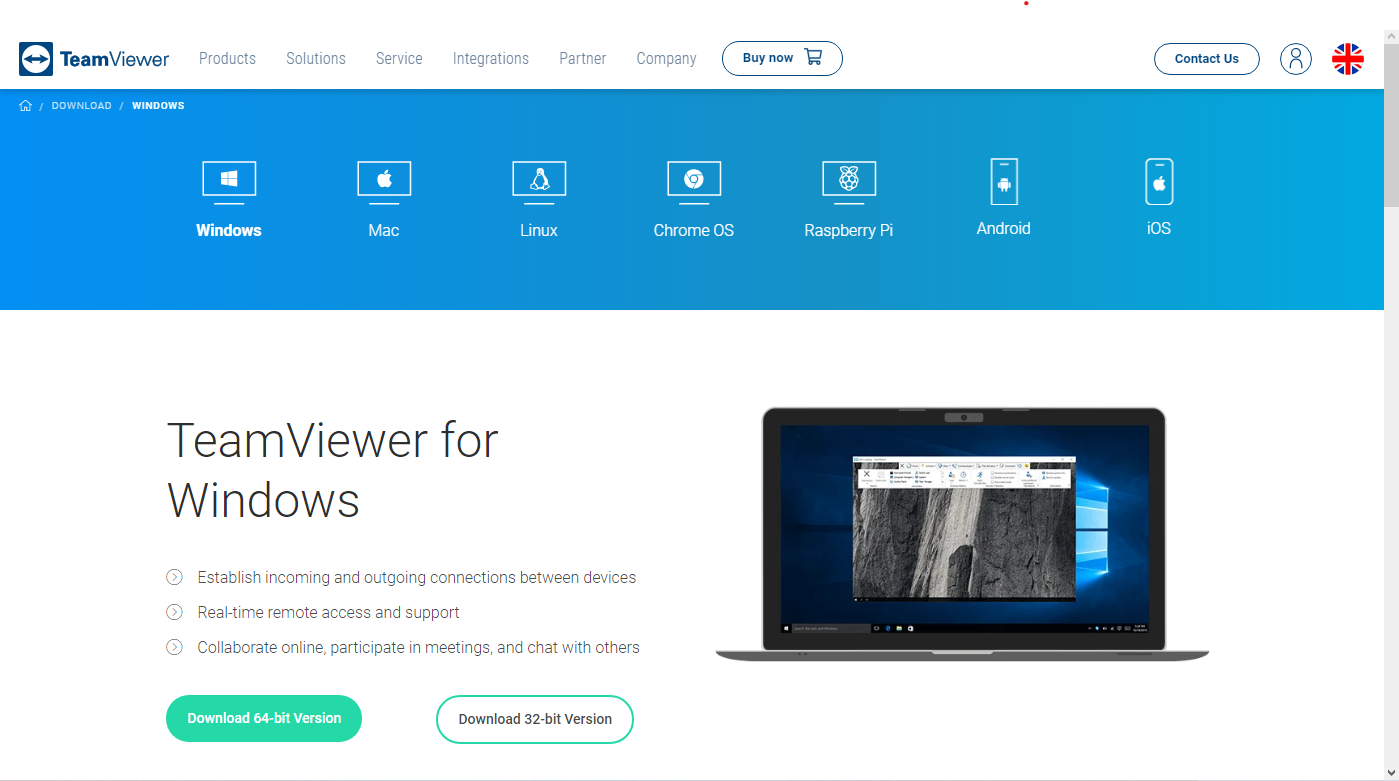 TeamViewer Products Solutions Service Integrations Partner Company Buy now Contact Us
/ DOWNLOAD / WINDOWS
Windows Mac Linux Chrome OS Raspberry Pi Android iOS
TeamViewer for
Windows
Establish incoming and outgoing connections between devices
Real-time remote access and support
Collaborate online, participate in meetings, and chat with others
Download 64-bit Version Download 32-bit Version